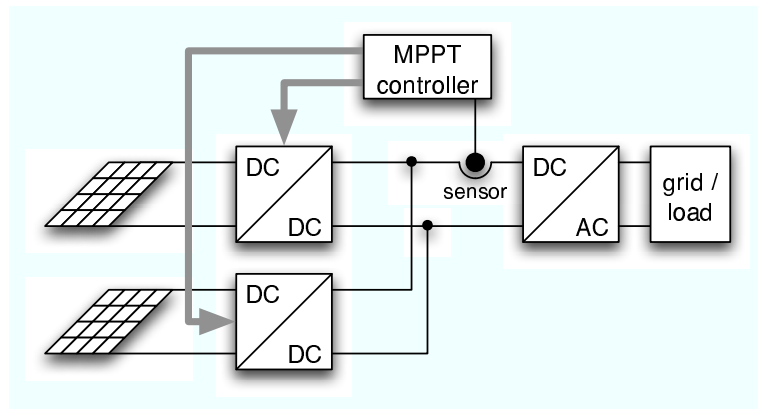 MPPT
controller
DC
DC
sensor
DC
AC
grid /
load
DC
DC